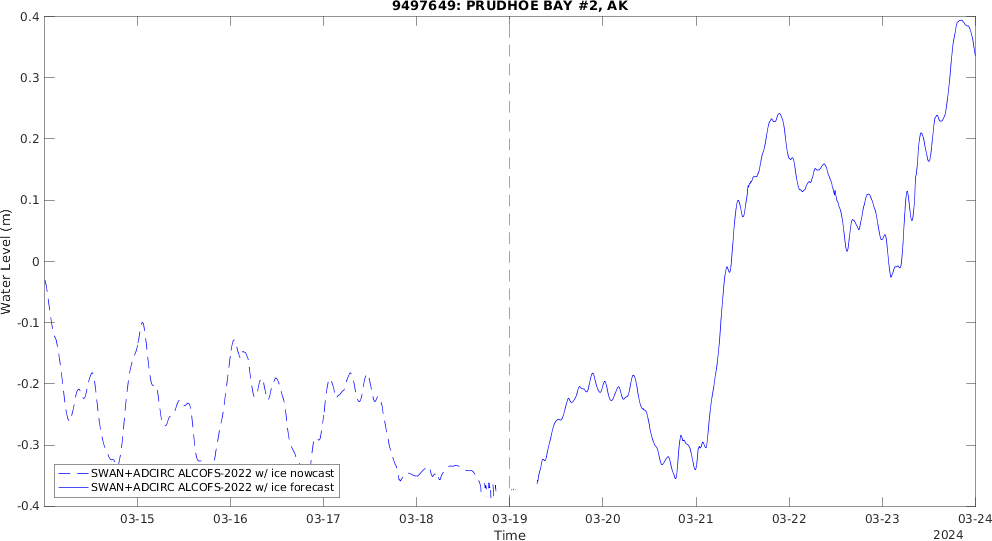 9497649: PRUDHOE BAY #2, AK
Water Level (m)
0.4
0.3
0.2
0.1
0
-0.1
-0.2
-0.3
-0.4
SWAN+ADCIRC ALCOFS-2022 w/ ice nowcast
SWAN+ADCIRC ALCOFS-2022 w/ ice forecast
03-15 03-16 03-17 03-18 03-19 03-20 03-21 03-22 03-23 03-24
Time
2024